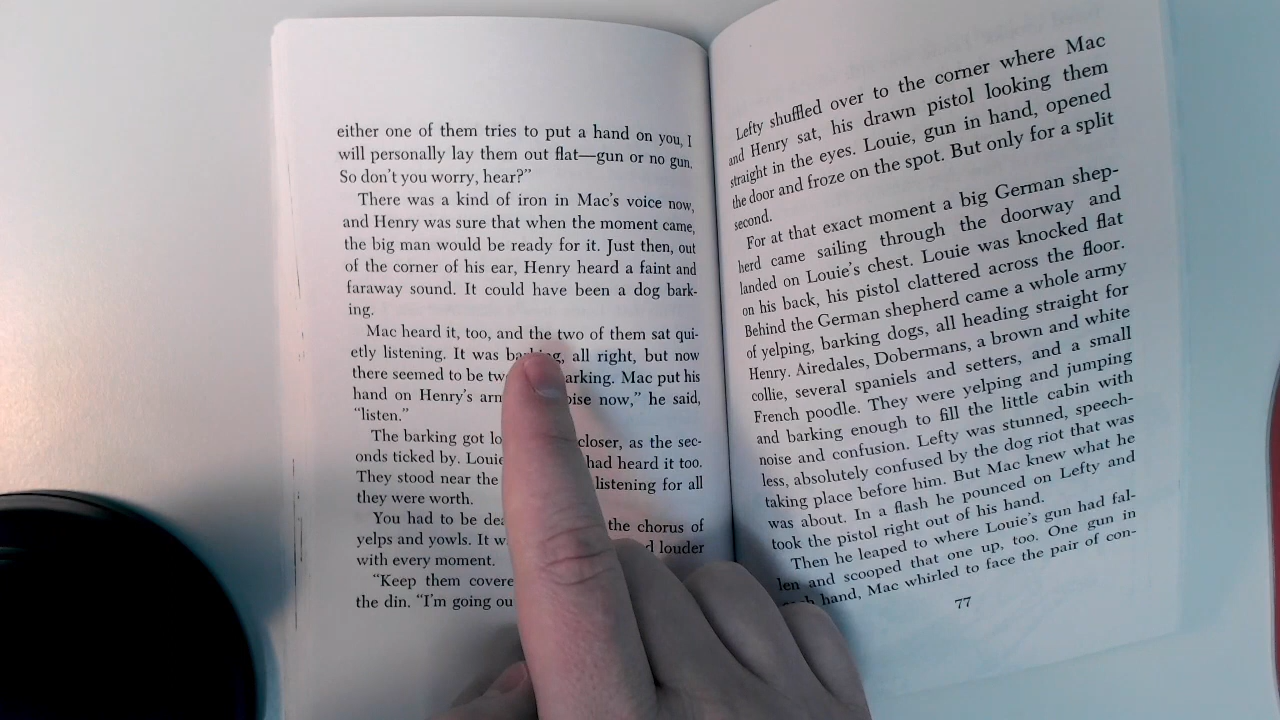 either one of them tries to put a hand on you, I
will personally lay them out flat—gun or no gun.
So don't you worry, hear?"
There was a kind of iron in Mac's voice now,
and Henry was sure that when the moment came,
the big man would be ready for it. Just then, out
of the corner of his ear, Henry heard a faint and
faraway sound. It could have been a dog bark-
ing.
Mac heard it, too, and the two of them sat qui-
etly listening. It was barking, all right, but now
there seemed to be arking. Mac put his
hand on Henry's now," he said,
"listen."
The barking got closer, as the sec-
onds ticked by. Louie had heard it too.
They stood near the listening for all
they were worth.
You had to be the chorus of
yelps and yowls. It louder
with every moment.
"Keep them
the din. "I'm going
Lefty shuffled over to the corner where Mac
and Henry sat, his drawn pistol looking them
straight in the eyes. Louie, gun in hand, opened
the door and froze on the spot. But only for a split
second.
For at that exact moment a big German shep-
herd came sailing through the doorway and
landed on Louie's chest. Louie was knocked flat
on his back, his pistol clattered across the floor.
Behind the German shepherd came a whole army
of yelping, barking dogs, all heading straight for
Henry. Airedales, Dobermans, a brown and white
collie, several spaniels and setters, and a small
French poodle. They were yelping and jumping
and barking enough to fill the little cabin with
noise and confusion. Lefty was stunned, speech-
less, absolutely confused by the dog riot that was
taking place before him. But Mac knew what he
was about. In a flash he pounced on Lefty and
took the pistol right out of his hand.
Then he leaped to where Louie's gun had fal-
len and scooped that one up, too. One gun in
each hand, Mac whirled to face the pair of con-
77